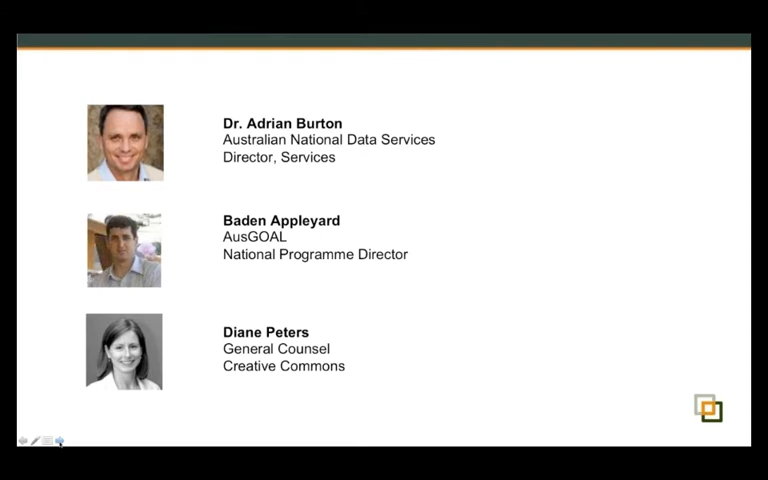 Dr. Adrian Burton
Australian National Data Services
Director, Services
Baden Appleyard
AusGOAL
National Programme Director
Diane Peters
General Counsel
Creative Commons